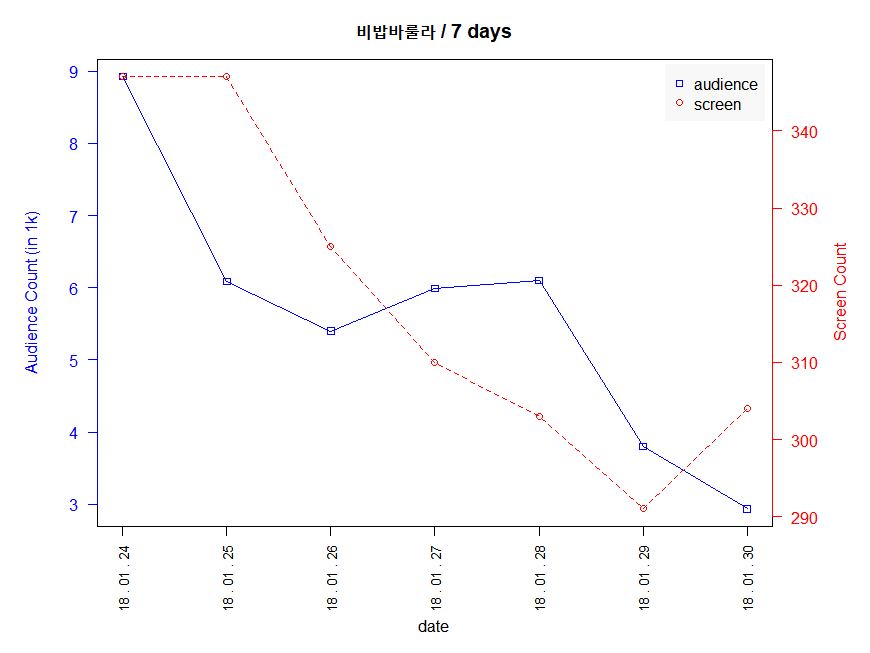 비밥바룰라 / 7 days
audience
screen
9
8
7
6
5
4
3
Audience Count (in 1k)
340
330
320
310
300
290
Screen Count
18 . 01 . 24
18 . 01 . 25
18 . 01 . 26
18 . 01 . 27
18 . 01 . 28
18 . 01 . 29
18 . 01 . 30
date